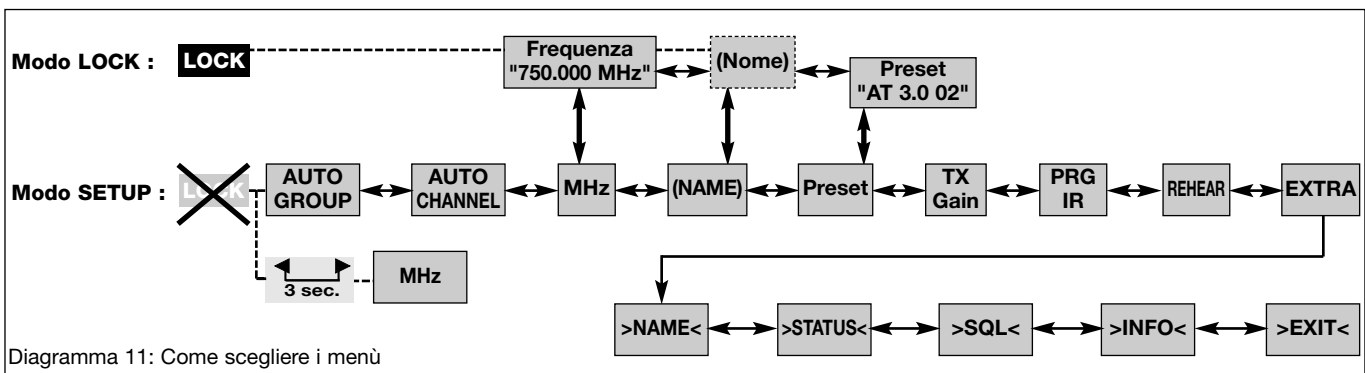 Modo LOCK : LOCK
Frequenza
"750.000 MHz"
(Nome)
Preset
"AT 3.0 02"
Modo SETUP : LOCK
AUTO
GROUP
AUTO
CHANNEL
MHz
(NAME)
Preset
TX
Gain
PRG
IR
REHEAR
EXTRA
3 sec.
MHz
>NAME<
>STATUS<
>SQL<
>INFO<
>EXIT<
Diagramma 11: Come scegliere i menù